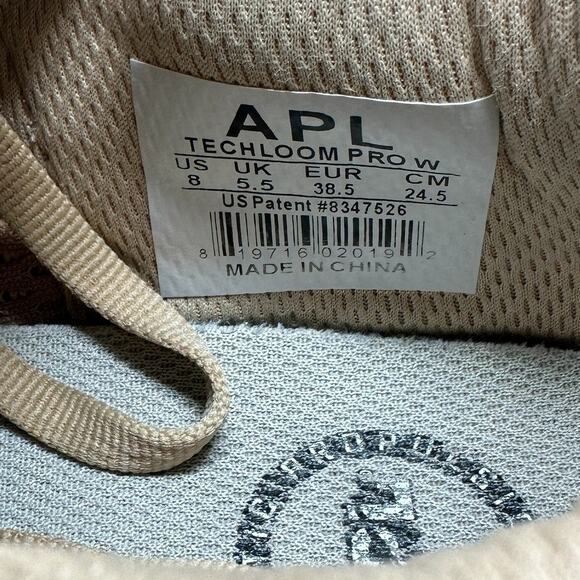 APL
TECHLOOM PRO W
US UK EUR CM
8 5.5 38.5 24.5
US Patent #8347526
8 19716 02019 2
MADE IN CHINA